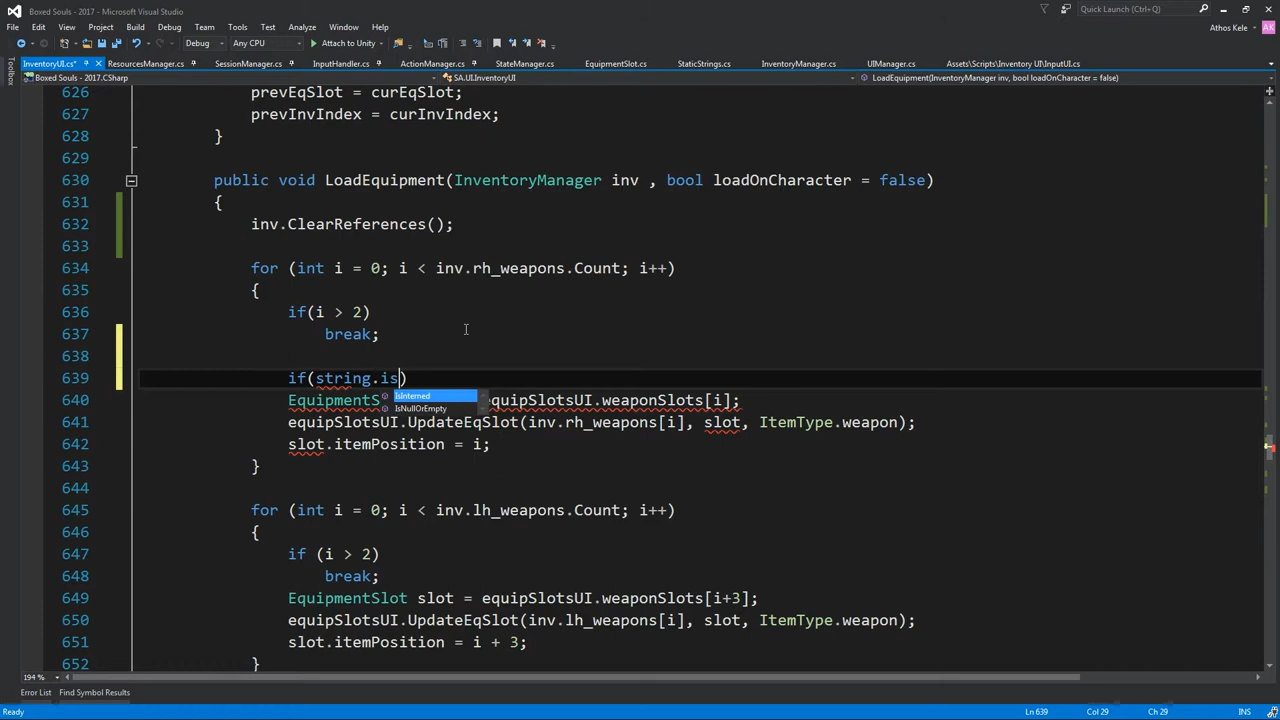 Boxed Souls - 2017 - Microsoft Visual Studio
Quick Launch (Ctrl+Q)
File Edit View Project Build Debug Team Tools Test Analyze Window Help
Athos Kele AK
Debug Any CPU Attach to Unity
InventoryUI.cs* ResourcesManager.cs SessionManager.cs InputHandler.cs ActionManager.cs StateManager.cs EquipmentSlot.cs StaticStrings.cs InventoryManager.cs UIManager.cs Assets\Scripts\Inventory UI\InputUI.cs
Boxed Souls - 2017.CSharp SA.UI.InventoryUI LoadEquipment(InventoryManager inv, bool loadOnCharacter = false)
Toolbox
626 prevEqSlot = curEqSlot;
627 prevInvIndex = curInvIndex;
628 }
629
630 public void LoadEquipment(InventoryManager inv , bool loadOnCharacter = false)
631 {
632 inv.ClearReferences();
633
634 for (int i = 0; i < inv.rh_weapons.Count; i++)
635 {
636 if(i > 2)
637 break;
638
639 if(string.is)
IsInterned
640 EquipmentS quipSlotsUI.weaponSlots[i];
IsNullOrEmpty
641 equipSlotsUI.UpdateEqSlot(inv.rh_weapons[i], slot, ItemType.weapon);
642 slot.itemPosition = i;
643 }
644
645 for (int i = 0; i < inv.lh_weapons.Count; i++)
646 {
647 if (i > 2)
648 break;
649 EquipmentSlot slot = equipSlotsUI.weaponSlots[i+3];
650 equipSlotsUI.UpdateEqSlot(inv.lh_weapons[i], slot, ItemType.weapon);
651 slot.itemPosition = i + 3;
652 }
194 %
Error List Find Symbol Results
Ready Ln 639 Col 29 Ch 29 INS